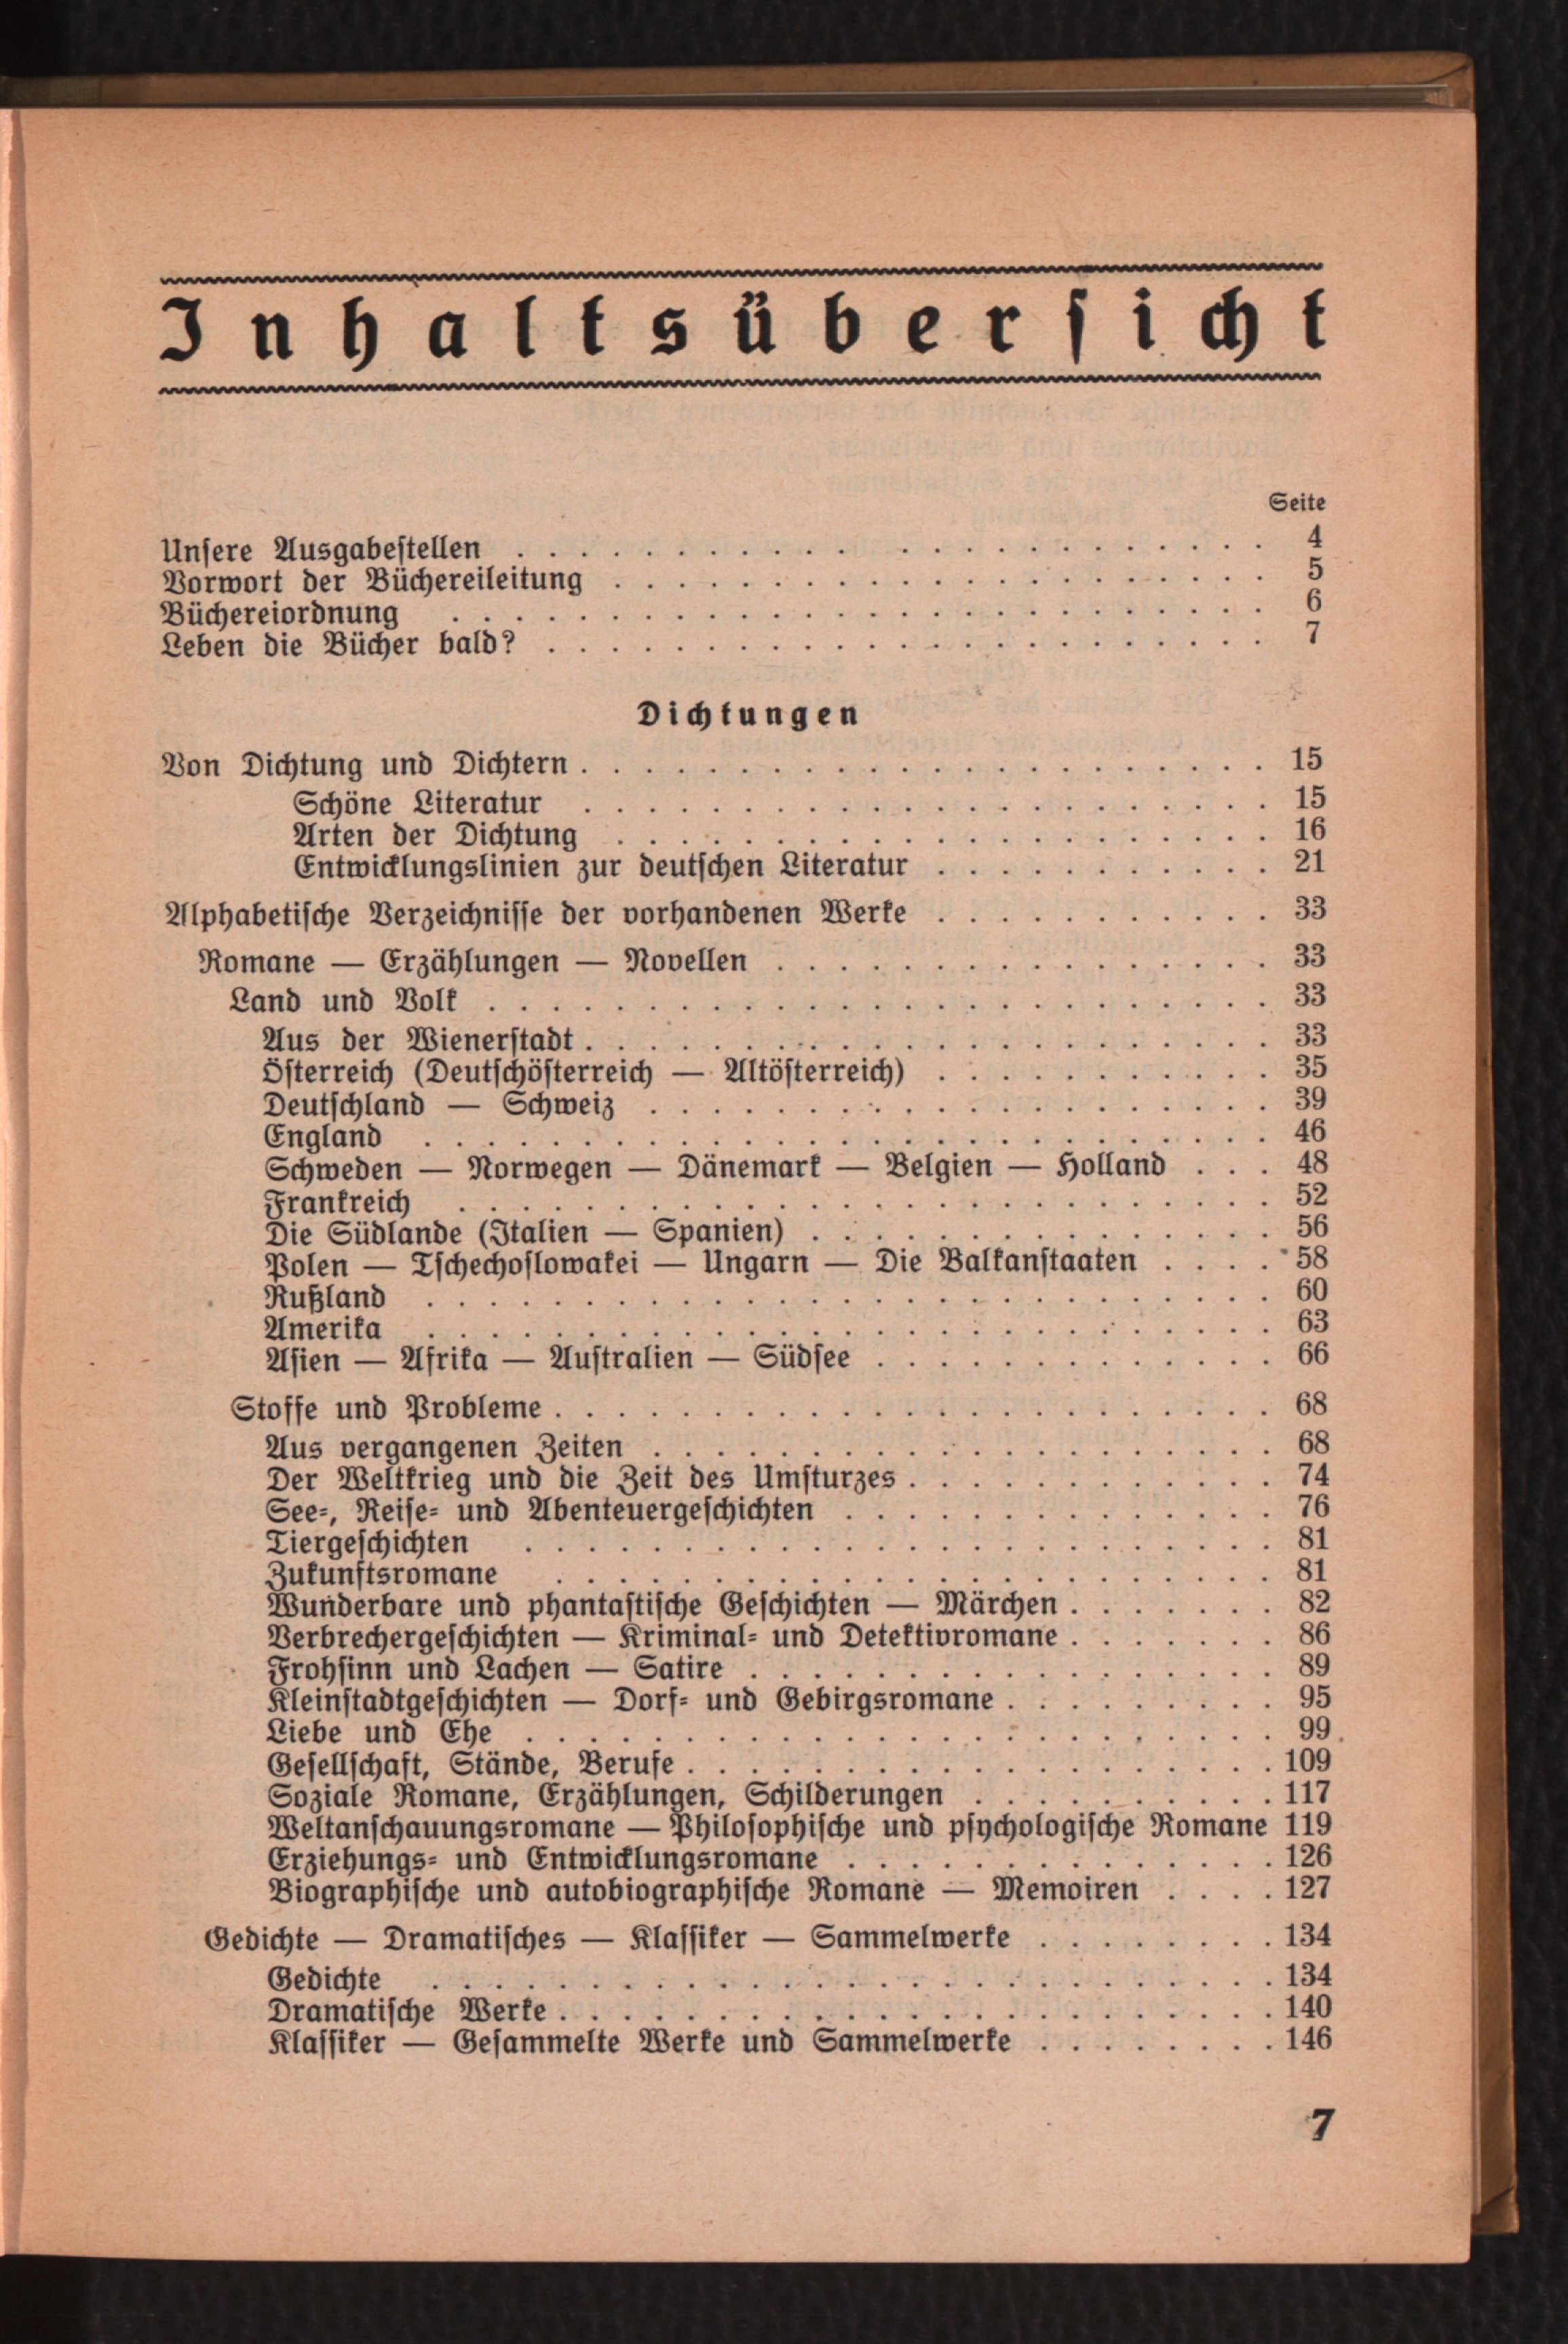 Inhaltsübersicht
Seite
Unsere Ausgabestellen . . . . . . . . . . . . . . . . . . . . . . . 4
Vorwort der Büchereileitung . . . . . . . . . . . . . . . . . . . . . 5
Büchereiordnung . . . . . . . . . . . . . . . . . . . . . . . . . . 6
Leben die Bücher bald? . . . . . . . . . . . . . . . . . . . . . . . 7
Dichtungen
Von Dichtung und Dichtern . . . . . . . . . . . . . . . . . . . . . . 15
Schöne Literatur . . . . . . . . . . . . . . . . . . . . . . 15
Arten der Dichtung . . . . . . . . . . . . . . . . . . . . . 16
Entwicklungslinien zur deutschen Literatur . . . . . . . . . . . 21
Alphabetische Verzeichnisse der vorhandenen Werke . . . . . . . . . . . 33
Romane — Erzählungen — Novellen . . . . . . . . . . . . . . . . 33
Land und Volk . . . . . . . . . . . . . . . . . . . . . . . . . 33
Aus der Wienerstadt . . . . . . . . . . . . . . . . . . . . . . 33
Österreich (Deutschösterreich — Altösterreich) . . . . . . . . . . . 35
Deutschland — Schweiz . . . . . . . . . . . . . . . . . . . . 39
England . . . . . . . . . . . . . . . . . . . . . . . . . . . 46
Schweden — Norwegen — Dänemark — Belgien — Holland . . . 48
Frankreich . . . . . . . . . . . . . . . . . . . . . . . . . . 52
Die Südlande (Italien — Spanien) . . . . . . . . . . . . . . . 56
Polen — Tschechoslowakei — Ungarn — Die Balkanstaaten . . . . 58
Rußland . . . . . . . . . . . . . . . . . . . . . . . . . . . 60
Amerika . . . . . . . . . . . . . . . . . . . . . . . . . . . 63
Asien — Afrika — Australien — Südsee . . . . . . . . . . . . . 66
Stoffe und Probleme . . . . . . . . . . . . . . . . . . . . . . . 68
Aus vergangenen Zeiten . . . . . . . . . . . . . . . . . . . . 68
Der Weltkrieg und die Zeit des Umsturzes . . . . . . . . . . . . 74
See-, Reise- und Abenteuergeschichten . . . . . . . . . . . . . . 76
Tiergeschichten . . . . . . . . . . . . . . . . . . . . . . . . 81
Zukunftsromane . . . . . . . . . . . . . . . . . . . . . . . 81
Wunderbare und phantastische Geschichten — Märchen . . . . . . . 82
Verbrechergeschichten — Kriminal- und Detektivromane . . . . . . . 86
Frohsinn und Lachen — Satire . . . . . . . . . . . . . . . . . 89
Kleinstadtgeschichten — Dorf- und Gebirgsromane . . . . . . . . . 95
Liebe und Ehe . . . . . . . . . . . . . . . . . . . . . . . . 99
Gesellschaft, Stände, Berufe . . . . . . . . . . . . . . . . . . . 109
Soziale Romane, Erzählungen, Schilderungen . . . . . . . . . . 117
Weltanschauungsromane — Philosophische und psychologische Romane 119
Erziehungs- und Entwicklungsromane . . . . . . . . . . . . . . 126
Biographische und autobiographische Romane — Memoiren . . . . 127
Gedichte — Dramatisches — Klassiker — Sammelwerke . . . . . . . . 134
Gedichte . . . . . . . . . . . . . . . . . . . . . . . . . . . 134
Dramatische Werke . . . . . . . . . . . . . . . . . . . . . . . 140
Klassiker — Gesammelte Werke und Sammelwerke . . . . . . . . 146
7